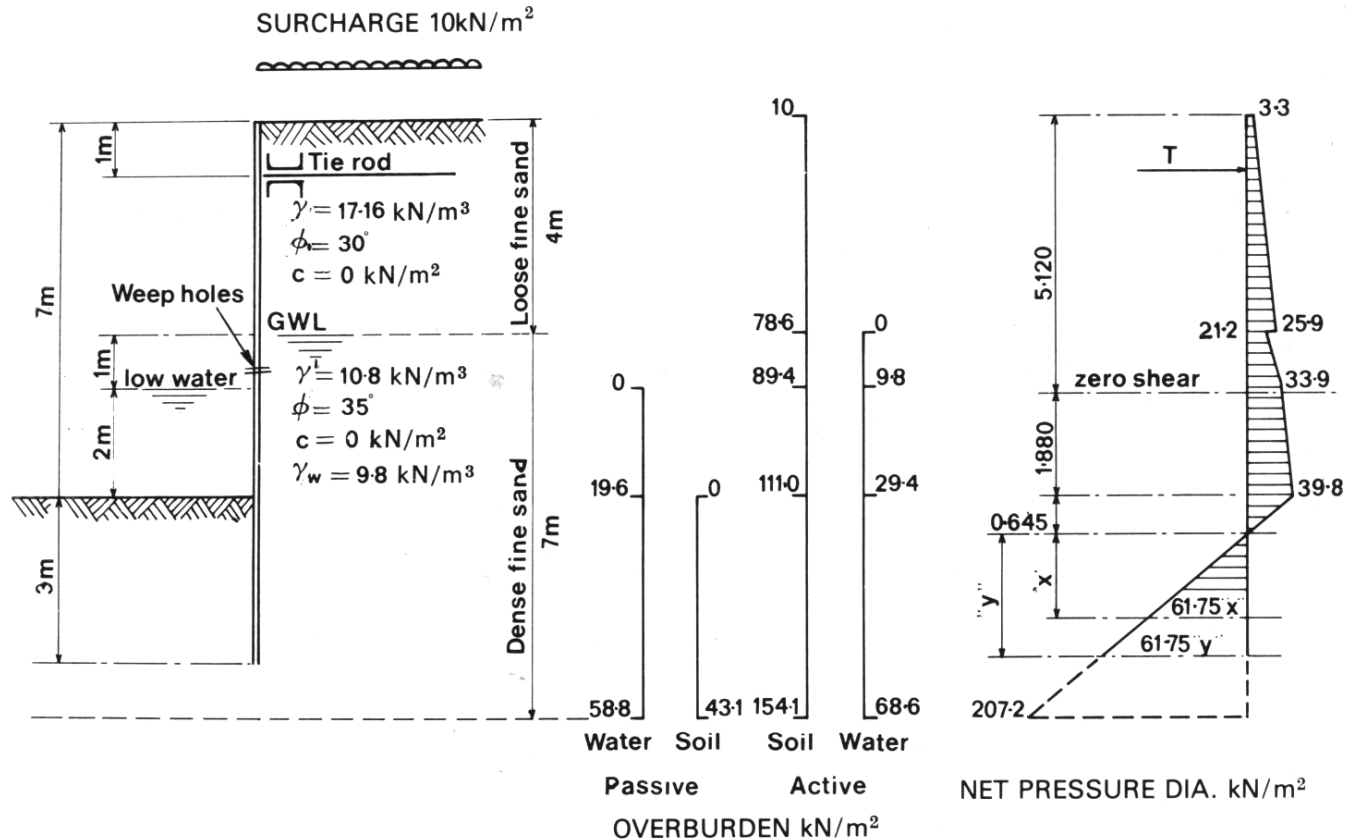 SURCHARGE 10kN/m²
1m
Tie rod
γ = 17·16 kN/m³
ϕ = 30°
c = 0 kN/m²
Loose fine sand
4m
7m
Weep holes
GWL
1m
low water
γ = 10·8 kN/m³
ϕ = 35°
c = 0 kN/m²
γw = 9·8 kN/m³
2m
3m
Dense fine sand
7m
10
78·6
0
0
89·4
9·8
19·6
0
111·0
29·4
58·8
43·1
154·1
68·6
Water
Soil
Soil
Water
Passive
Active
OVERBURDEN kN/m²
3·3
T
5·120
21·2
25·9
zero shear
33·9
1·880
39·8
0·645
"y"
"x"
61·75 x
61·75 y
207·2
NET PRESSURE DIA. kN/m²